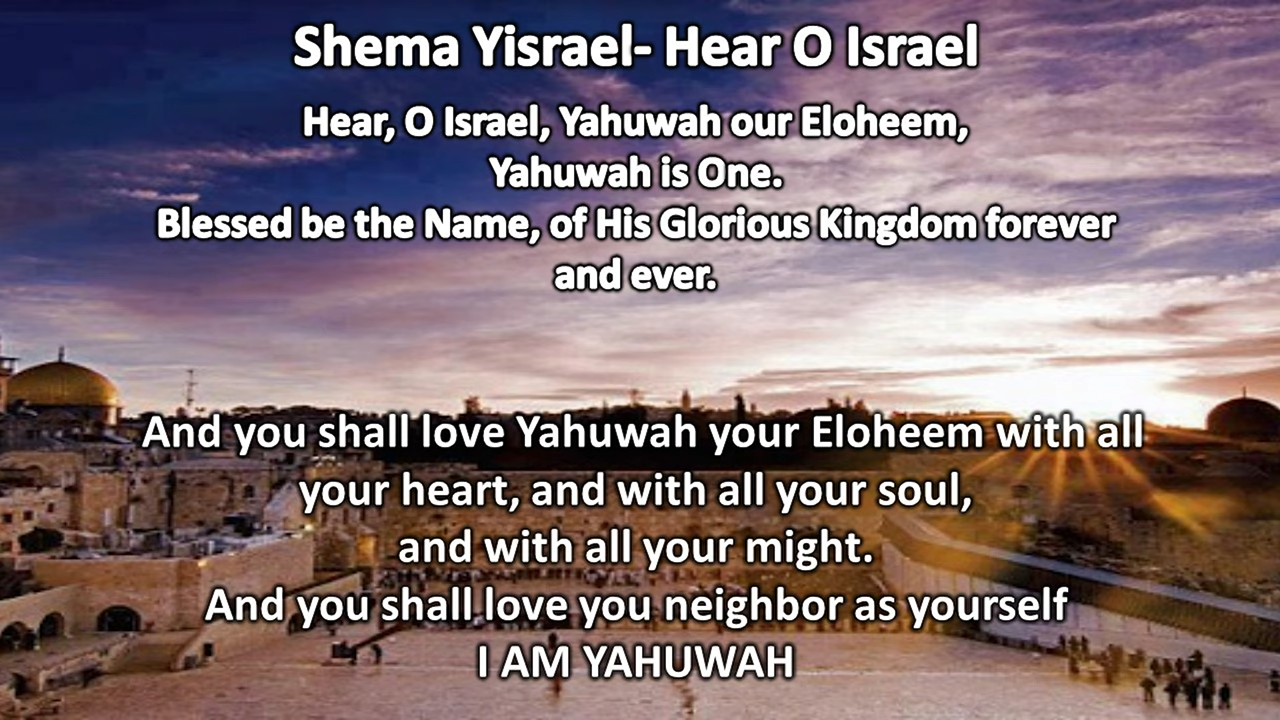 Shema Yisrael- Hear O Israel
Hear, O Israel, Yahuwah our Eloheem,
Yahuwah is One.
Blessed be the Name, of His Glorious Kingdom forever
and ever.
And you shall love Yahuwah your Eloheem with all
your heart, and with all your soul,
and with all your might.
And you shall love you neighbor as yourself
I AM YAHUWAH